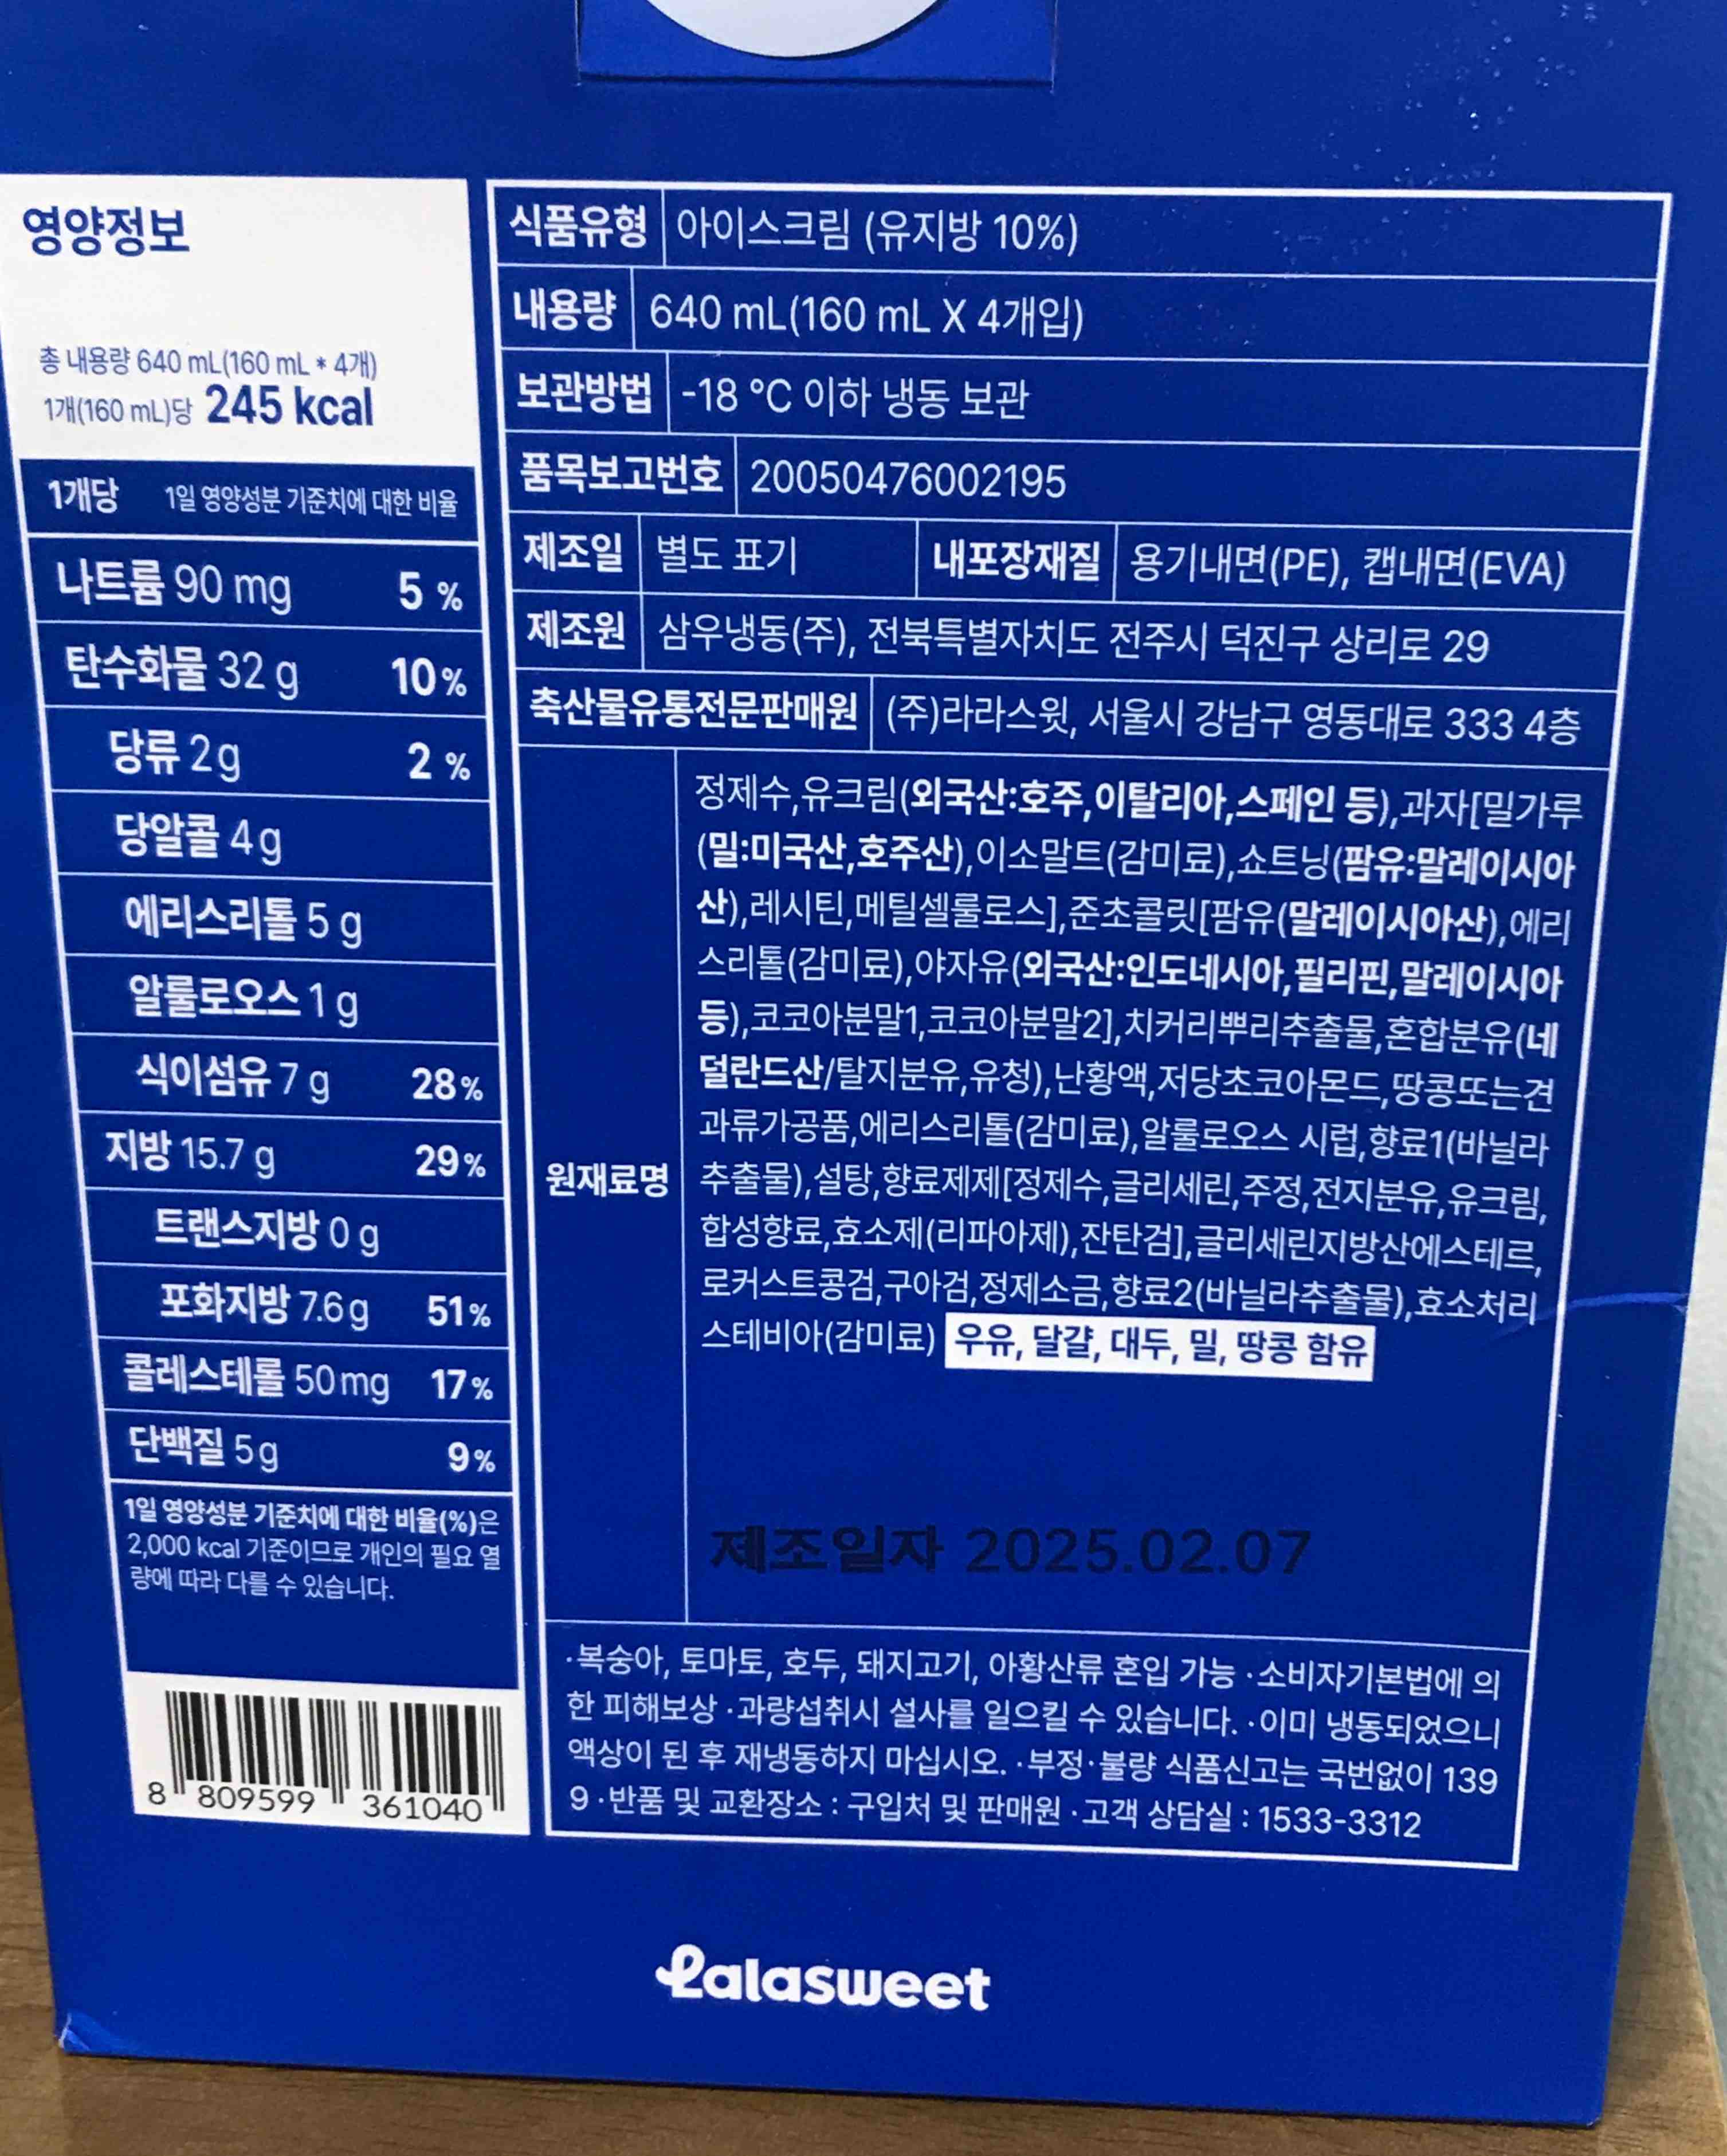 영양정보
총 내용량 640 mL(160 mL * 4개)
1개(160 mL)당 245 kcal
1개당 1일 영양성분 기준치에 대한 비율
나트륨 90 mg 5 %
탄수화물 32 g 10 %
당류 2 g 2 %
당알콜 4 g
에리스리톨 5 g
알룰로오스 1 g
식이섬유 7 g 28 %
지방 15.7 g 29 %
트랜스지방 0 g
포화지방 7.6 g 51 %
콜레스테롤 50 mg 17 %
단백질 5 g 9 %
1일 영양성분 기준치에 대한 비율(%)은
2,000 kcal 기준이므로 개인의 필요 열
량에 따라 다를 수 있습니다.
8 809599 361040
식품유형 아이스크림 (유지방 10%)
내용량 640 mL(160 mL X 4개입)
보관방법 -18 °C 이하 냉동 보관
품목보고번호 20050476002195
제조일 별도 표기 내포장재질 용기내면(PE), 캡내면(EVA)
제조원 삼우냉동(주), 전북특별자치도 전주시 덕진구 상리로 29
축산물유통전문판매원 (주)라라스윗, 서울시 강남구 영동대로 333 4층
원재료명
정제수,유크림(외국산:호주,이탈리아,스페인 등),과자[밀가루
(밀:미국산,호주산),이소말트(감미료),쇼트닝(팜유:말레이시아
산),레시틴,메틸셀룰로스],준초콜릿[팜유(말레이시아산),에리
스리톨(감미료),야자유(외국산:인도네시아,필리핀,말레이시아
등),코코아분말1,코코아분말2],치커리뿌리추출물,혼합분유(네
덜란드산/탈지분유,유청),난황액,저당초코아몬드,땅콩또는견
과류가공품,에리스리톨(감미료),알룰로오스 시럽,향료1(바닐라
추출물),설탕,향료제제[정제수,글리세린,주정,전지분유,유크림,
합성향료,효소제(리파아제),잔탄검],글리세린지방산에스테르,
로커스트콩검,구아검,정제소금,향료2(바닐라추출물),효소처리
스테비아(감미료) 우유, 달걀, 대두, 밀, 땅콩 함유
제조일자 2025.02.07
·복숭아, 토마토, 호두, 돼지고기, 아황산류 혼입 가능 ·소비자기본법에 의
한 피해보상 ·과량섭취시 설사를 일으킬 수 있습니다. ·이미 냉동되었으니
액상이 된 후 재냉동하지 마십시오. ·부정·불량 식품신고는 국번없이 139
9 ·반품 및 교환장소 : 구입처 및 판매원 ·고객 상담실 : 1533-3312
Lalasweet